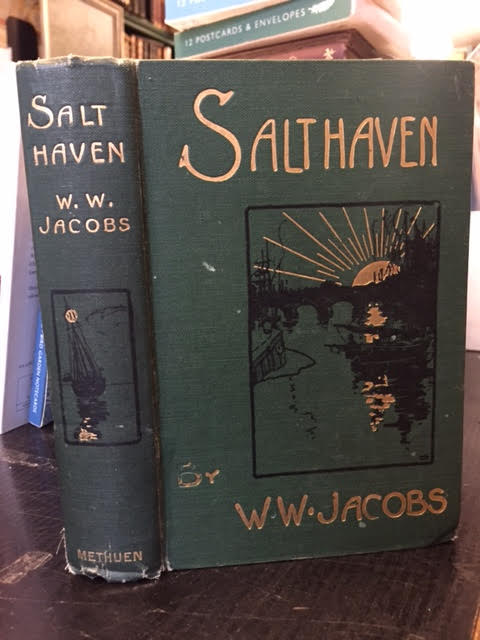 12 POSTCARDS & ENVELOPES
SALT
HAVEN
W. W.
JACOBS
METHUEN
SALTHAVEN
BY
W.W.JACOBS